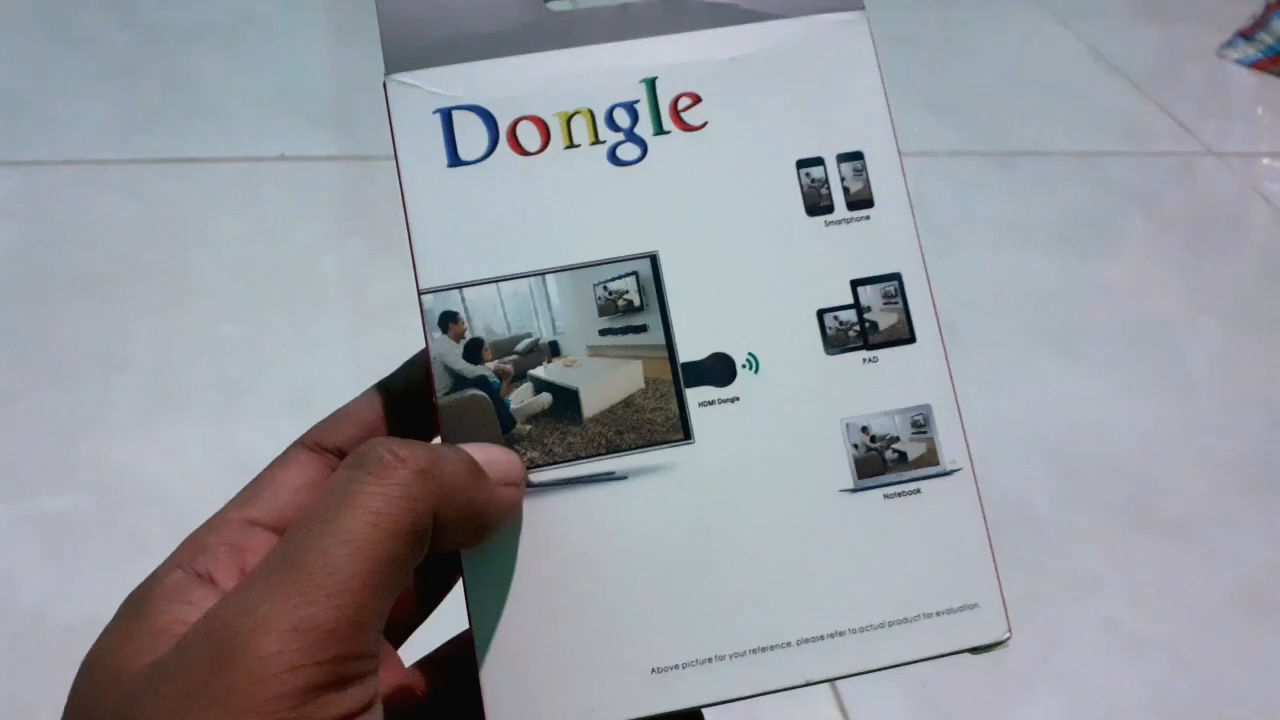 Dongle
Smartphone
PAD
HDMI Dongle
Notebook
Above picture for your reference, please refer to actual product for evaluation.